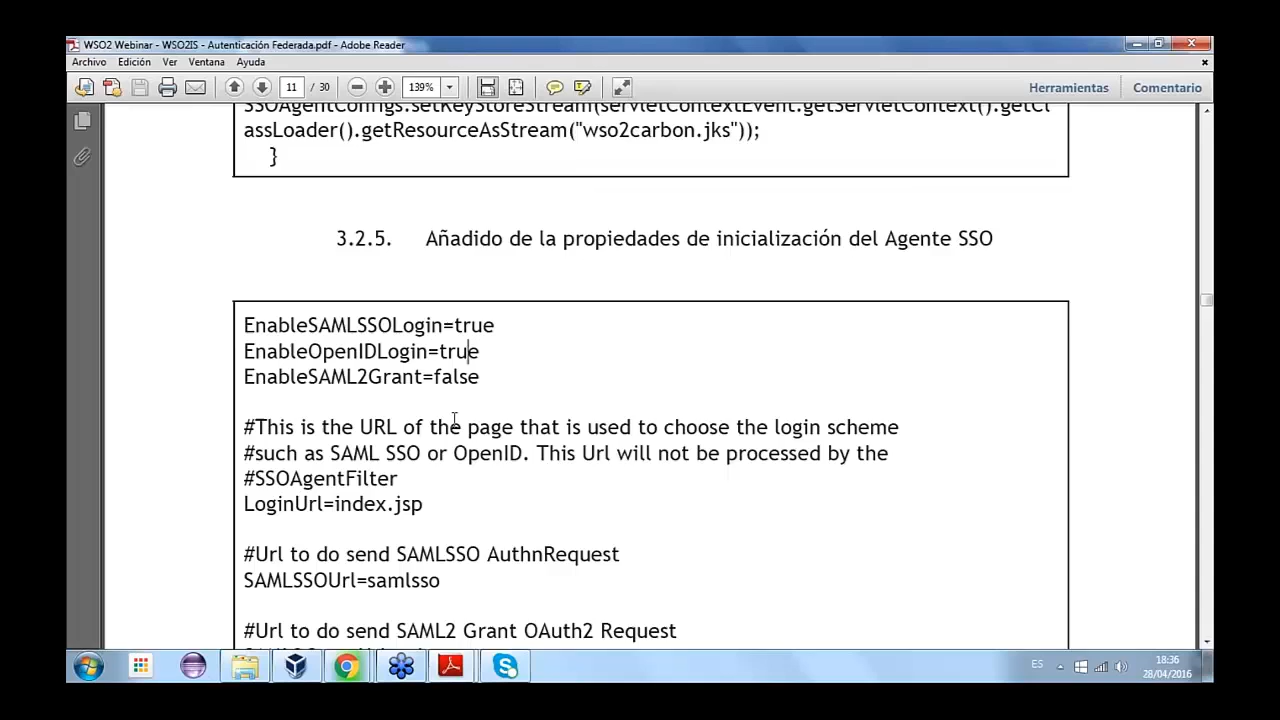 WSO2 Webinar - WSO2IS - Autenticación Federada.pdf - Adobe Reader
Archivo Edición Ver Ventana Ayuda
11 / 30 139% Herramientas Comentario
SSOAgentConfigs.setKeyStoreStream(servletContextEvent.getServletContext().getCl
assLoader().getResourceAsStream("wso2carbon.jks"));
}
3.2.5. Añadido de la propiedades de inicialización del Agente SSO
EnableSAMLSSOLogin=true
EnableOpenIDLogin=true
EnableSAML2Grant=false
#This is the URL of the page that is used to choose the login scheme
#such as SAML SSO or OpenID. This Url will not be processed by the
#SSOAgentFilter
LoginUrl=index.jsp
#Url to do send SAMLSSO AuthnRequest
SAMLSSOUrl=samlsso
#Url to do send SAML2 Grant OAuth2 Request
ES 18:36
28/04/2016